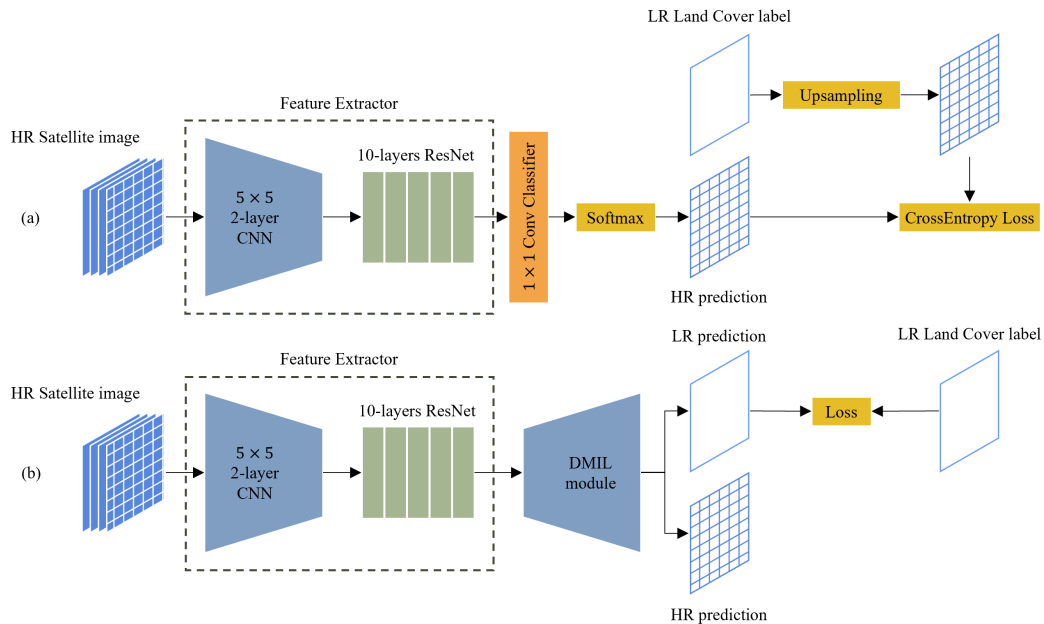 LR Land Cover label
Upsampling
Feature Extractor
HR Satellite image
10-layers ResNet
5 × 5
2-layer
CNN
1 × 1 Conv Classifier
Softmax
CrossEntropy Loss
(a)
HR prediction
LR prediction
LR Land Cover label
Feature Extractor
HR Satellite image
10-layers ResNet
5 × 5
2-layer
CNN
DMIL
module
Loss
(b)
HR prediction